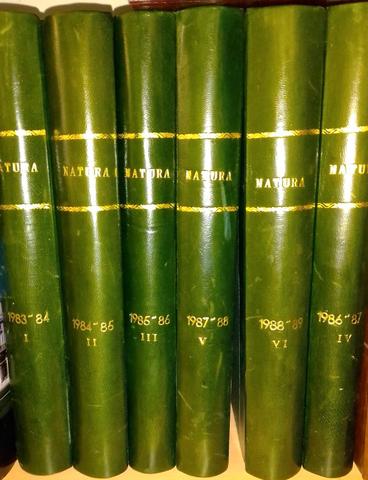 NATURA
1983-84
I
NATURA
1984-85
II
NATURA
1985-86
III
NATURA
1987-88
V
NATURA
1988-89
VI
NATU
1986-87
IV